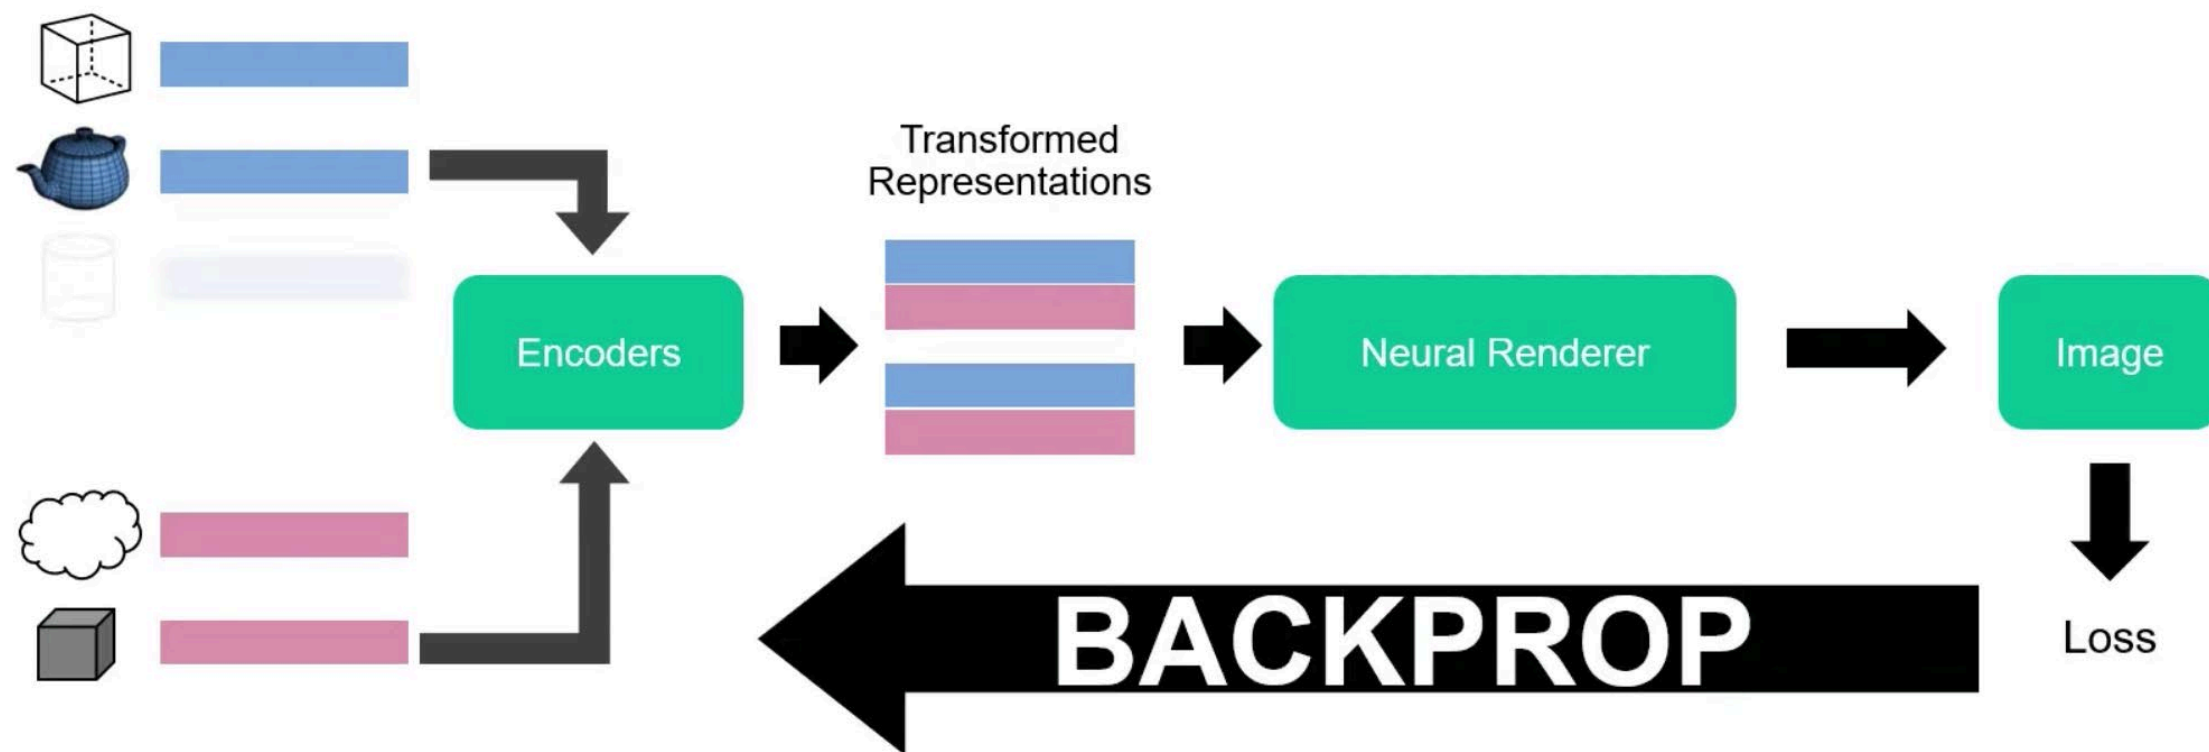 Transformed
Representations
Encoders
Neural Renderer
Image
BACKPROP
Loss